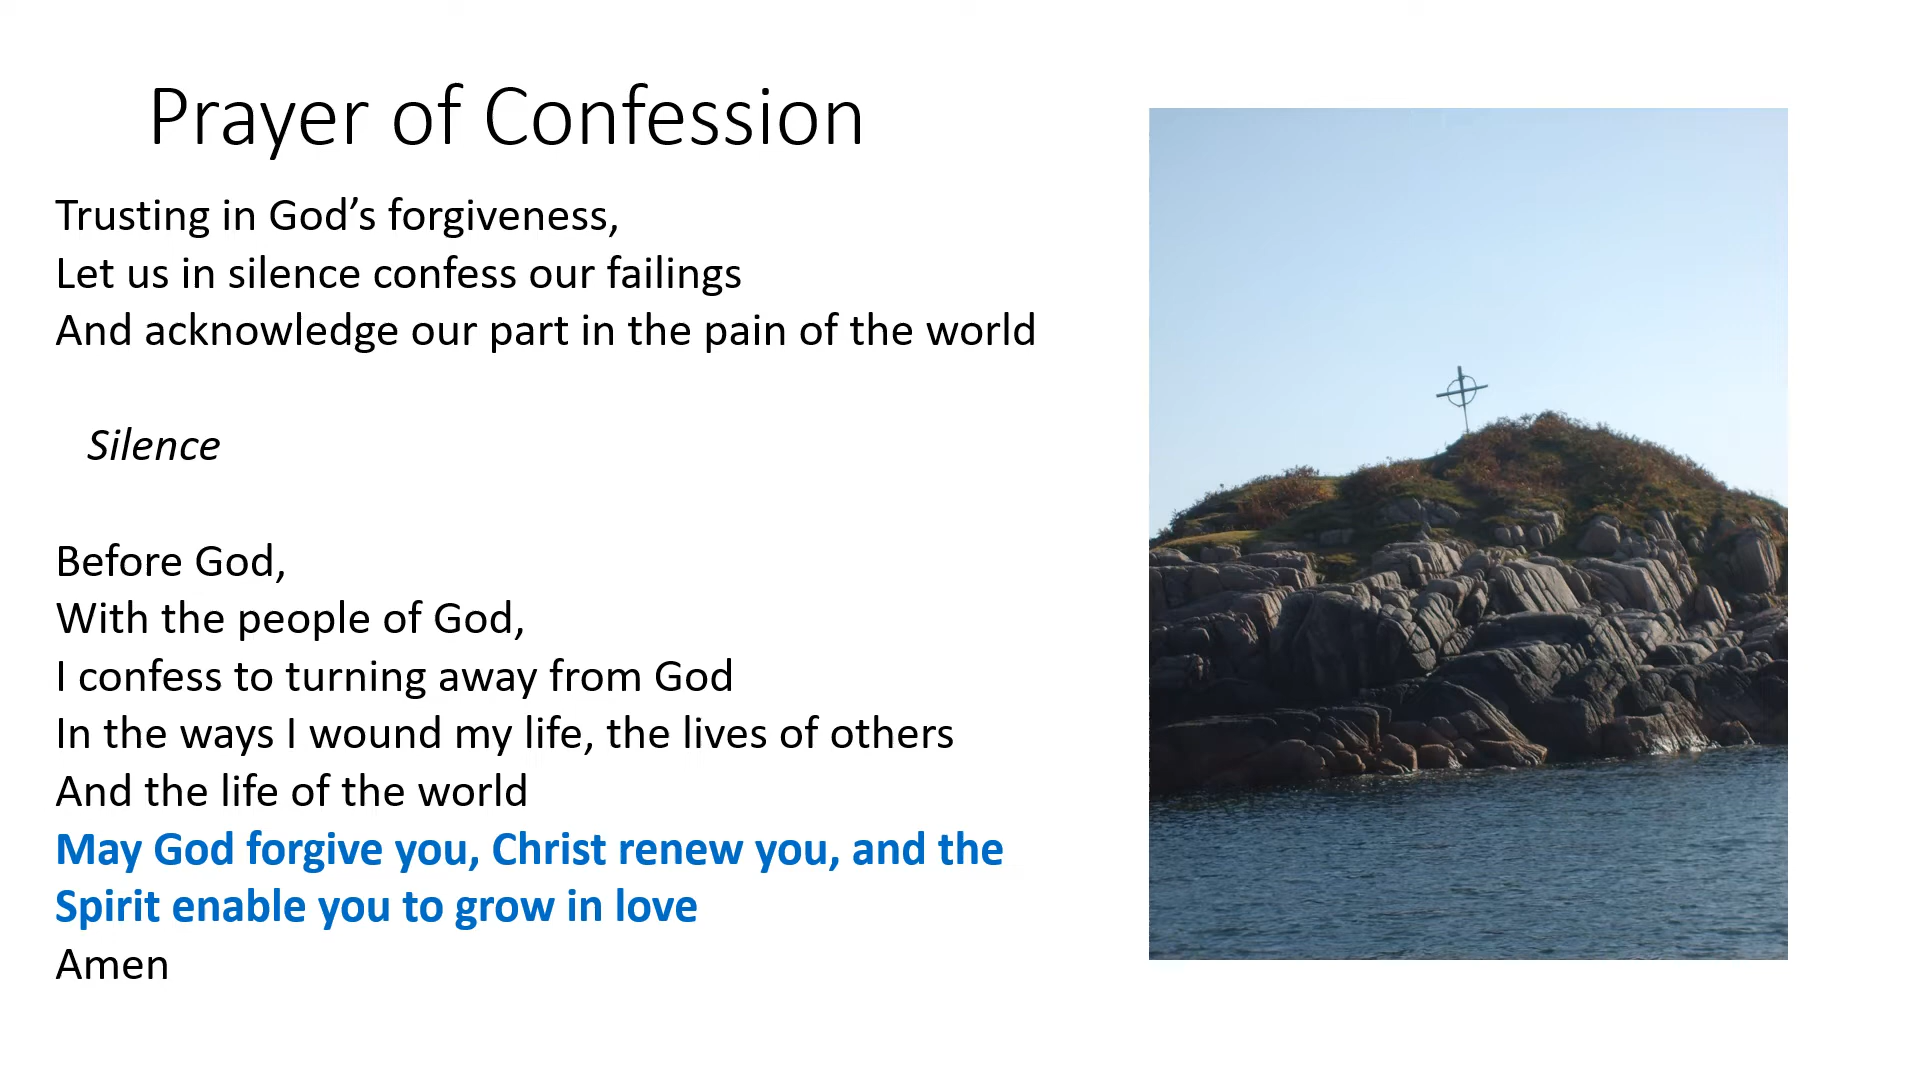 Prayer of Confession
Trusting in God’s forgiveness,
Let us in silence confess our failings
And acknowledge our part in the pain of the world
Silence
Before God,
With the people of God,
I confess to turning away from God
In the ways I wound my life, the lives of others
And the life of the world
May God forgive you, Christ renew you, and the
Spirit enable you to grow in love
Amen